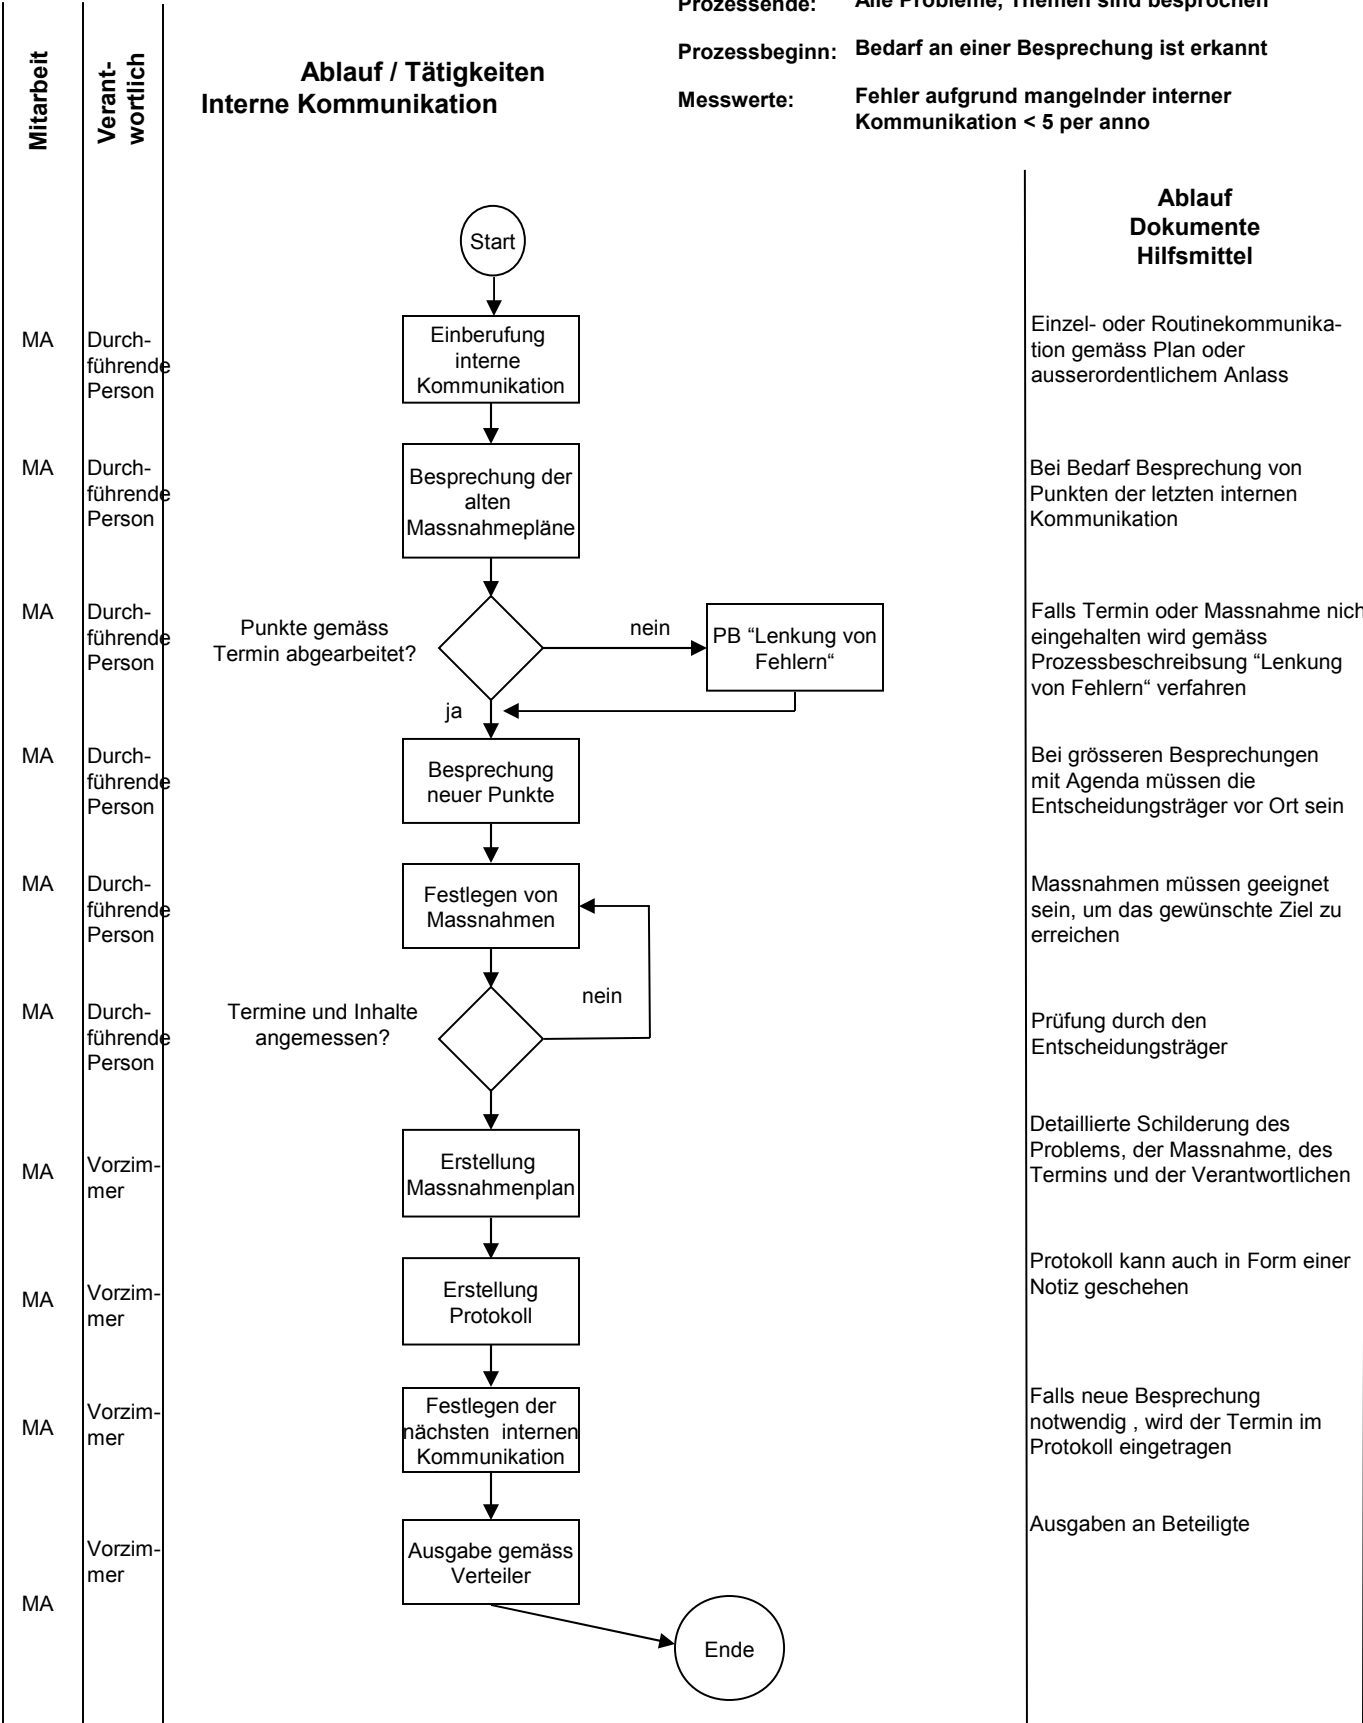 Prozessende: Alle Probleme, Themen sind besprochen
Prozessbeginn: Bedarf an einer Besprechung ist erkannt
Messwerte: Fehler aufgrund mangelnder interner
Kommunikation < 5 per anno
Mitarbeit
Verant-
wortlich
Ablauf / Tätigkeiten
Interne Kommunikation
Ablauf
Dokumente
Hilfsmittel
Start
MA
Durch-
führende
Person
Einberufung
interne
Kommunikation
Einzel- oder Routinekommunika-
tion gemäss Plan oder
ausserordentlichem Anlass
MA
Durch-
führende
Person
Besprechung der
alten
Massnahmepläne
Bei Bedarf Besprechung von
Punkten der letzten internen
Kommunikation
MA
Durch-
führende
Person
Punkte gemäss
Termin abgearbeitet?
nein
PB “Lenkung von
Fehlern“
ja
Falls Termin oder Massnahme nich
eingehalten wird gemäss
Prozessbeschreibsung “Lenkung
von Fehlern“ verfahren
MA
Durch-
führende
Person
Besprechung
neuer Punkte
Bei grösseren Besprechungen
mit Agenda müssen die
Entscheidungsträger vor Ort sein
MA
Durch-
führende
Person
Festlegen von
Massnahmen
Massnahmen müssen geeignet
sein, um das gewünschte Ziel zu
erreichen
MA
Durch-
führende
Person
Termine und Inhalte
angemessen?
nein
Prüfung durch den
Entscheidungsträger
MA
Vorzim-
mer
Erstellung
Massnahmenplan
Detaillierte Schilderung des
Problems, der Massnahme, des
Termins und der Verantwortlichen
MA
Vorzim-
mer
Erstellung
Protokoll
Protokoll kann auch in Form einer
Notiz geschehen
MA
Vorzim-
mer
Festlegen der
nächsten internen
Kommunikation
Falls neue Besprechung
notwendig , wird der Termin im
Protokoll eingetragen
MA
Vorzim-
mer
Ausgabe gemäss
Verteiler
Ausgaben an Beteiligte
Ende